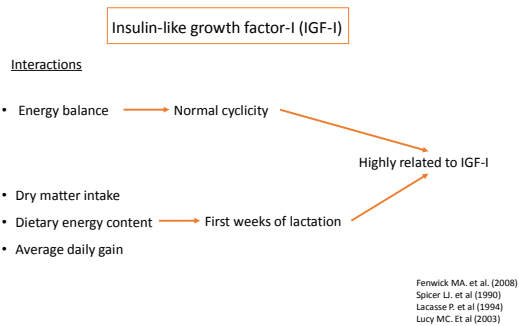 Insulin-like growth factor-I (IGF-I)
Interactions
• Energy balance
Normal cyclicity
Highly related to IGF-I
• Dry matter intake
• Dietary energy content
First weeks of lactation
• Average daily gain
Fenwick MA. et al. (2008)
Spicer LJ. et al (1990)
Lacasse P. et al (1994)
Lucy MC. Et al (2003)